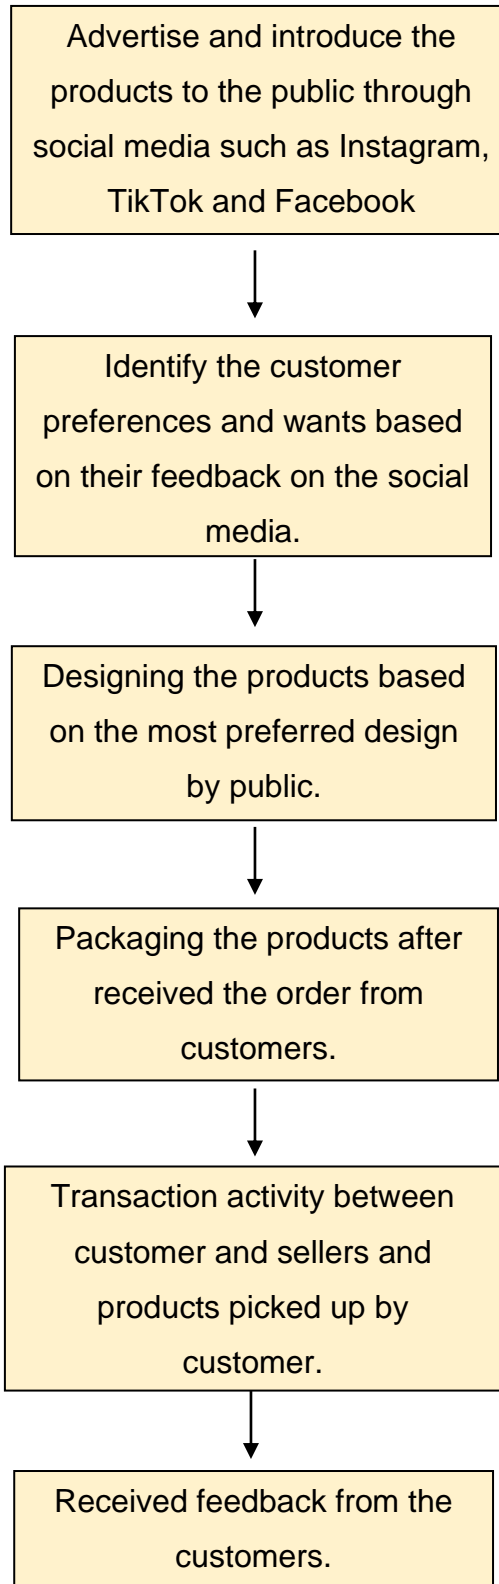 Advertise and introduce the
products to the public through
social media such as Instagram,
TikTok and Facebook
Identify the customer
preferences and wants based
on their feedback on the social
media.
Designing the products based
on the most preferred design
by public.
Packaging the products after
received the order from
customers.
Transaction activity between
customer and sellers and
products picked up by
customer.
Received feedback from the
customers.